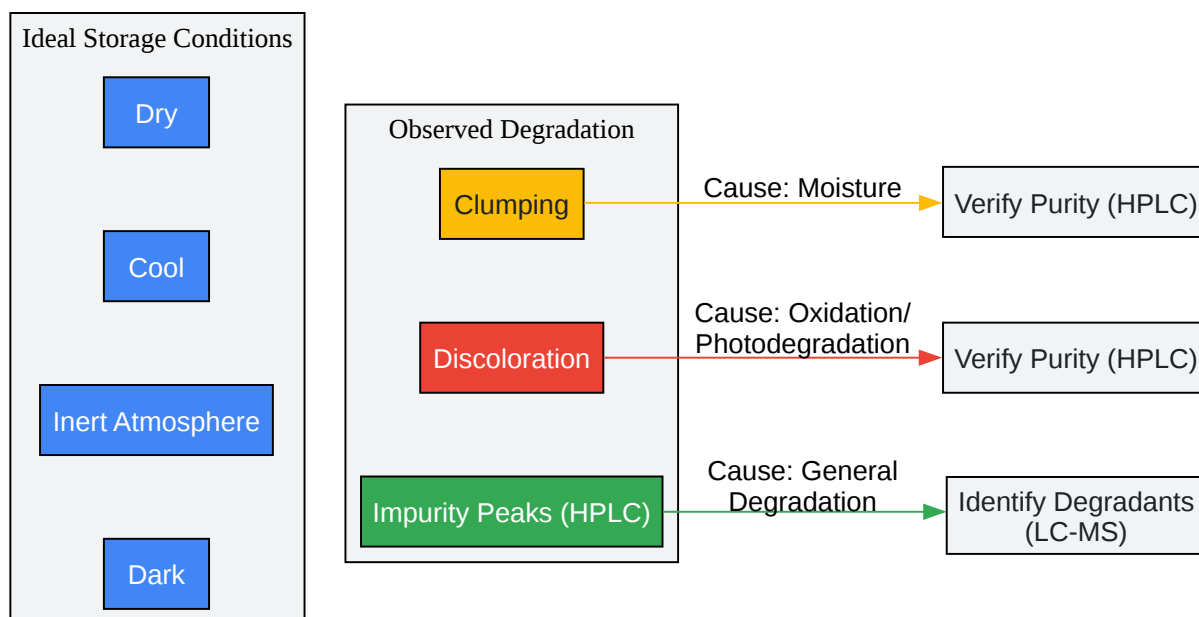 Ideal Storage Conditions
Dry
Cool
Inert Atmosphere
Dark
Observed Degradation
Clumping
Cause: Moisture
Verify Purity (HPLC)
Discoloration
Cause: Oxidation/
Photodegradation
Verify Purity (HPLC)
Impurity Peaks (HPLC)
Cause: General
Degradation
Identify Degradants
(LC-MS)